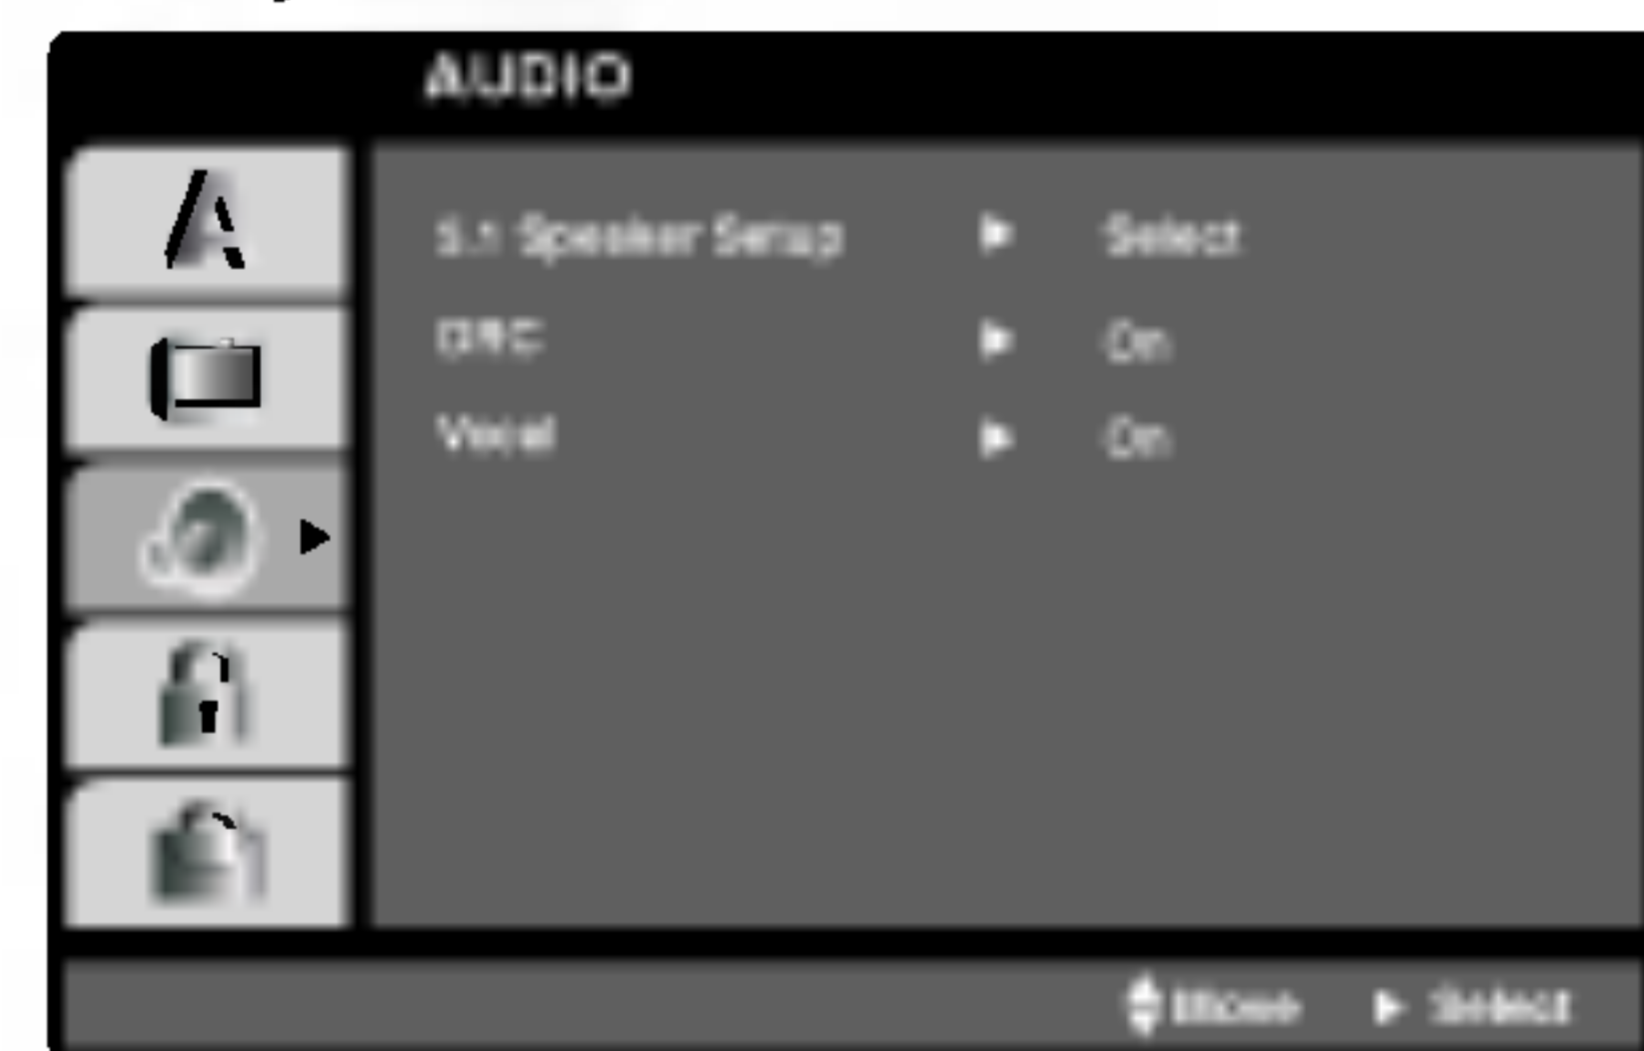 AUDIO
5.1 Speaker Setup ▶ Select
DRC ▶ On
Vocal ▶ On
Move ▶ Select